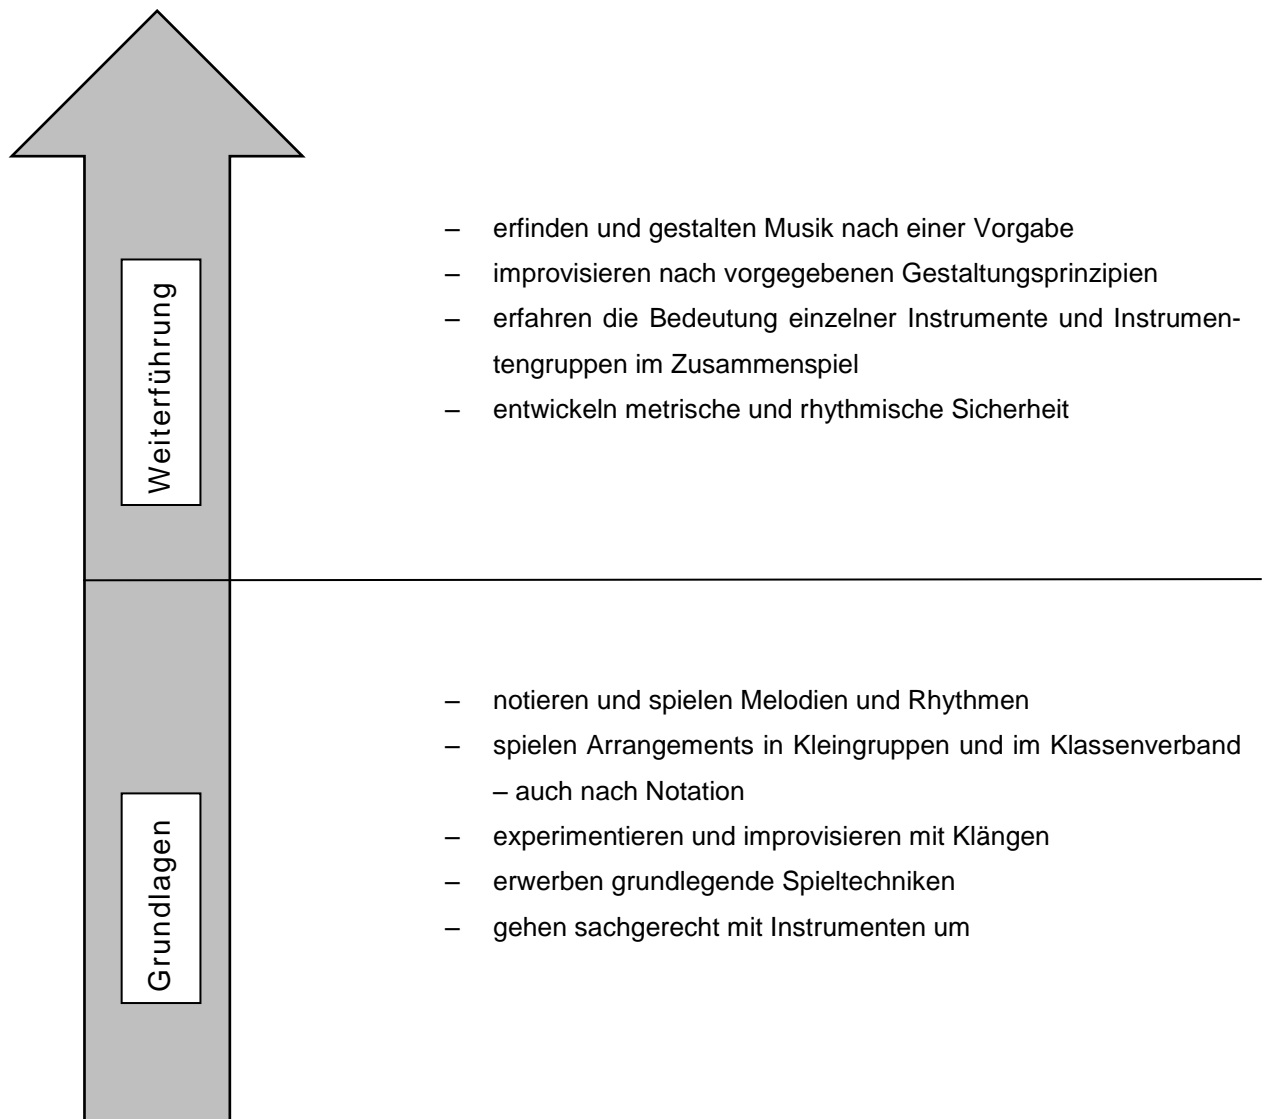 Weiterführung
– erfinden und gestalten Musik nach einer Vorgabe
– improvisieren nach vorgegebenen Gestaltungsprinzipien
– erfahren die Bedeutung einzelner Instrumente und Instrumen-
tengruppen im Zusammenspiel
– entwickeln metrische und rhythmische Sicherheit
Grundlagen
– notieren und spielen Melodien und Rhythmen
– spielen Arrangements in Kleingruppen und im Klassenverband
– auch nach Notation
– experimentieren und improvisieren mit Klängen
– erwerben grundlegende Spieltechniken
– gehen sachgerecht mit Instrumenten um